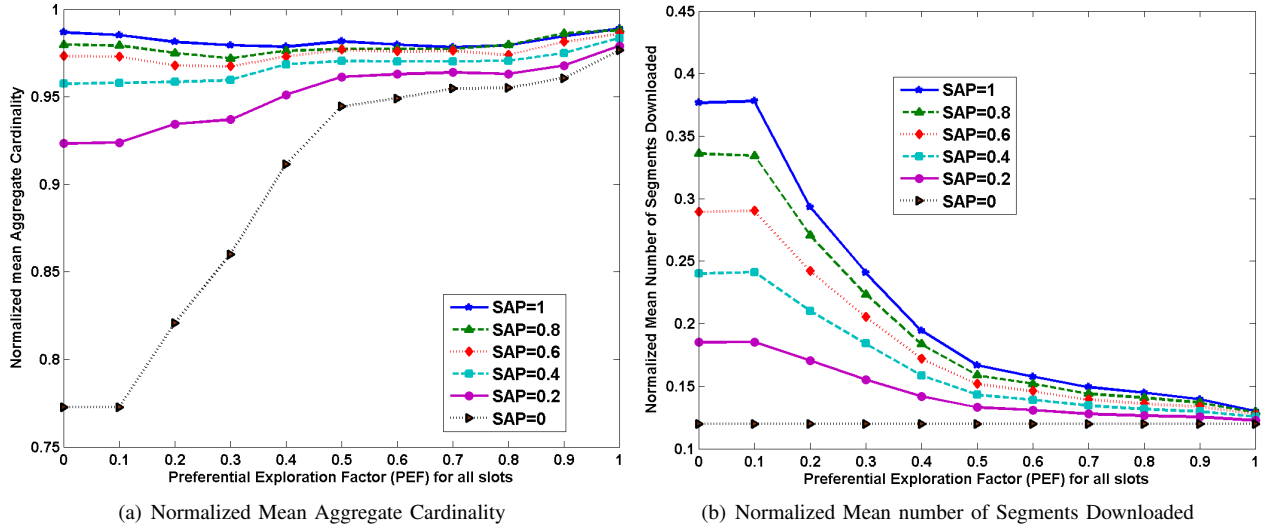 1
0.95
0.9
0.85
0.8
0.75
Normalized mean Aggregate Cardinality
0 0.1 0.2 0.3 0.4 0.5 0.6 0.7 0.8 0.9 1
Preferential Exploration Factor (PEF) for all slots
SAP=1
SAP=0.8
SAP=0.6
SAP=0.4
SAP=0.2
SAP=0
(a) Normalized Mean Aggregate Cardinality
0.45
0.4
0.35
0.3
0.25
0.2
0.15
0.1
Normalized Mean Number of Segments Downloaded
0 0.1 0.2 0.3 0.4 0.5 0.6 0.7 0.8 0.9 1
Preferential Exploration Factor (PEF) for all slots
SAP=1
SAP=0.8
SAP=0.6
SAP=0.4
SAP=0.2
SAP=0
(b) Normalized Mean number of Segments Downloaded